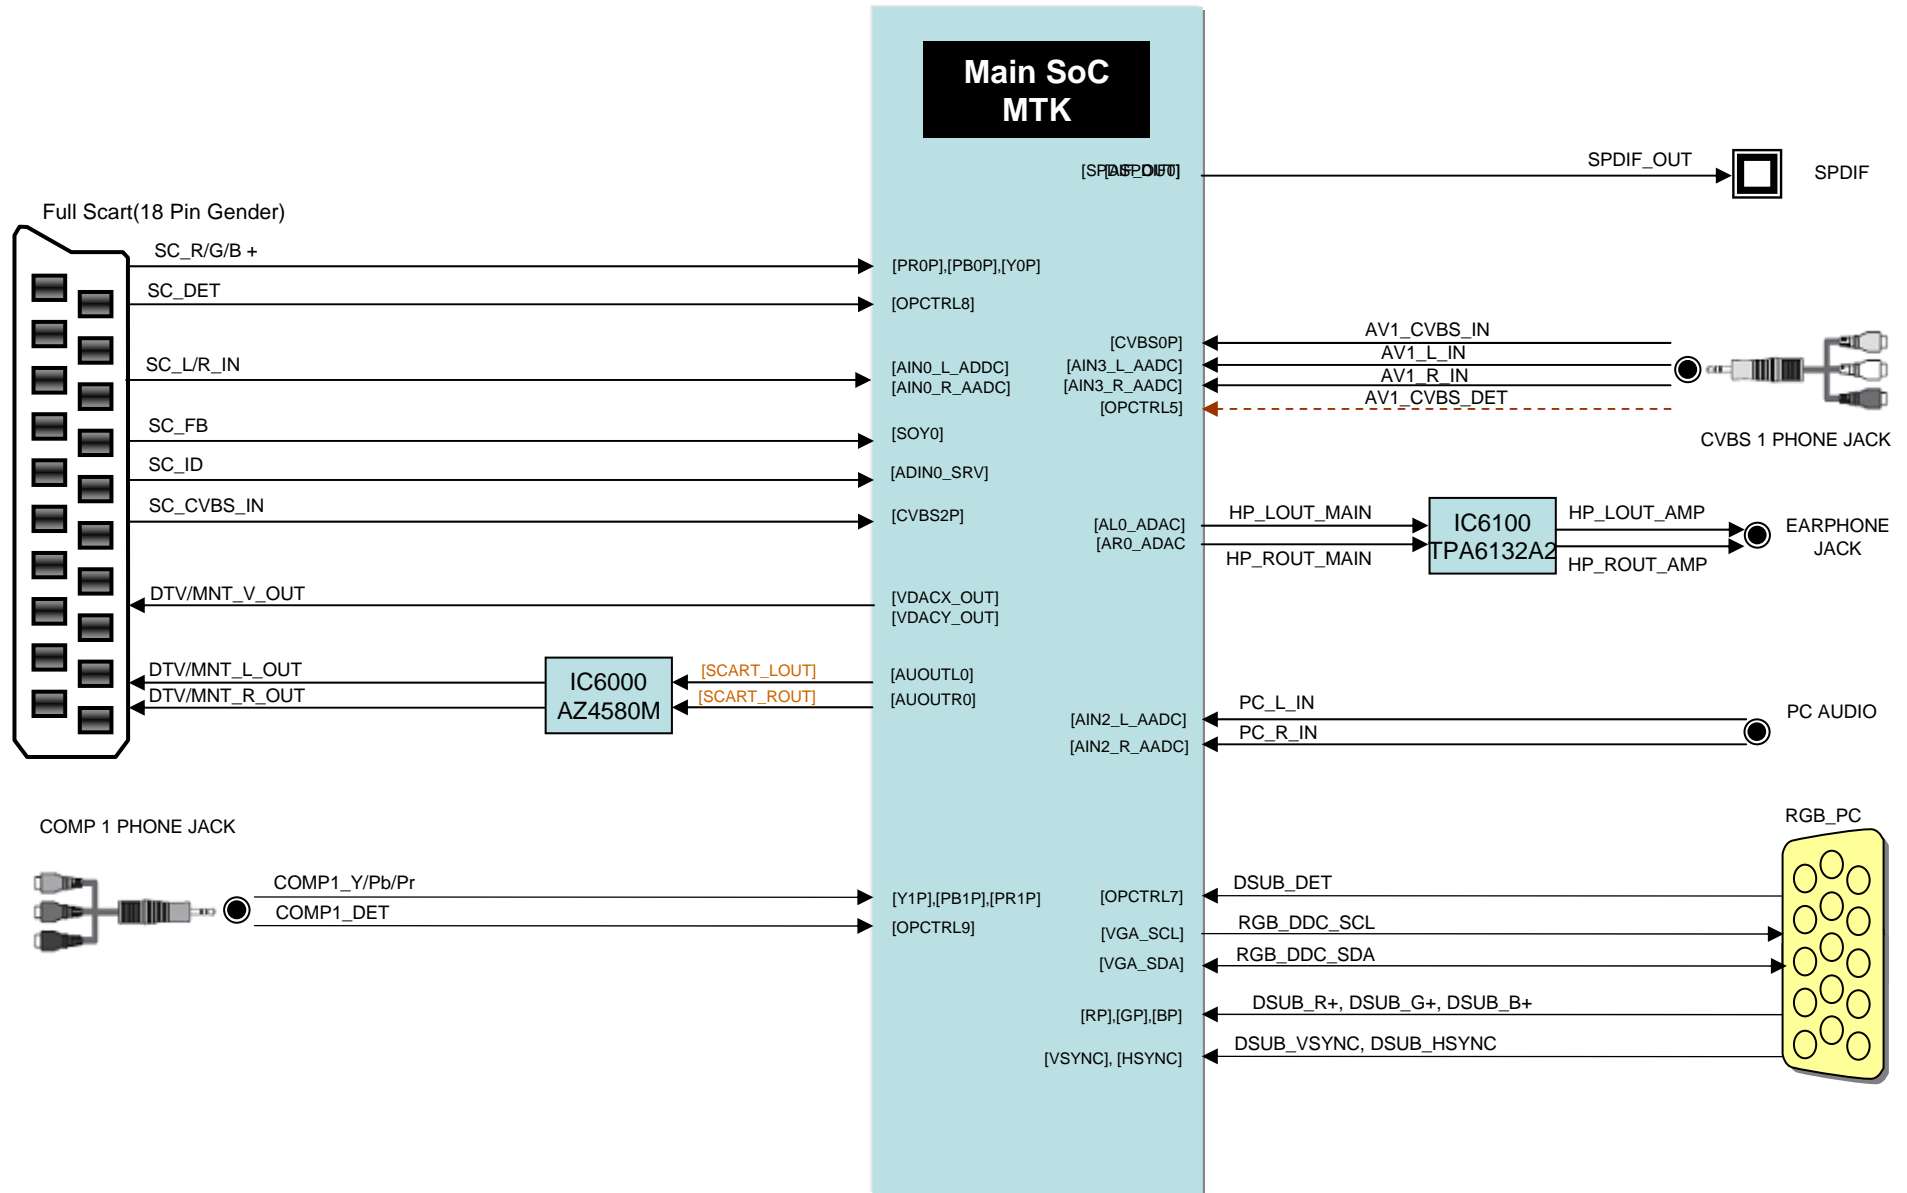 Main SoC
MTK
SPDIF_OUT
SPDIF
Full Scart(18 Pin Gender)
SC_R/G/B +
[PR0P],[PB0P],[Y0P]
SC_DET
[OPCTRL8]
SC_L/R_IN
[AIN0_L_ADDC]
[AIN0_R_AADC]
SC_FB
[SOY0]
SC_ID
[ADIN0_SRV]
SC_CVBS_IN
[CVBS2P]
DTV/MNT_V_OUT
[VDACX_OUT]
[VDACY_OUT]
DTV/MNT_L_OUT
DTV/MNT_R_OUT
IC6000
AZ4580M
[SCART_LOUT]
[SCART_ROUT]
[AUOUTL0]
[AUOUTR0]
COMP 1 PHONE JACK
COMP1_Y/Pb/Pr
[Y1P],[PB1P],[PR1P]
COMP1_DET
[OPCTRL9]
[CVBS0P]
AV1_CVBS_IN
[AIN3_L_AADC]
AV1_L_IN
[AIN3_R_AADC]
AV1_R_IN
[OPCTRL5]
AV1_CVBS_DET
CVBS 1 PHONE JACK
[AL0_ADAC]
[AR0_ADAC
HP_LOUT_MAIN
HP_ROUT_MAIN
IC6100
TPA6132A2
HP_LOUT_AMP
HP_ROUT_AMP
EARPHONE
JACK
[AIN2_L_AADC]
PC_L_IN
[AIN2_R_AADC]
PC_R_IN
PC AUDIO
RGB_PC
[OPCTRL7]
DSUB_DET
[VGA_SCL]
RGB_DDC_SCL
[VGA_SDA]
RGB_DDC_SDA
[RP],[GP],[BP]
DSUB_R+, DSUB_G+, DSUB_B+
[VSYNC], [HSYNC]
DSUB_VSYNC, DSUB_HSYNC